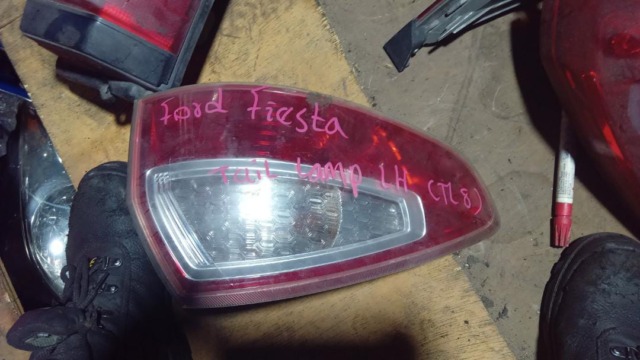 Ford Fiesta
Tail Lamp LH (TL8)